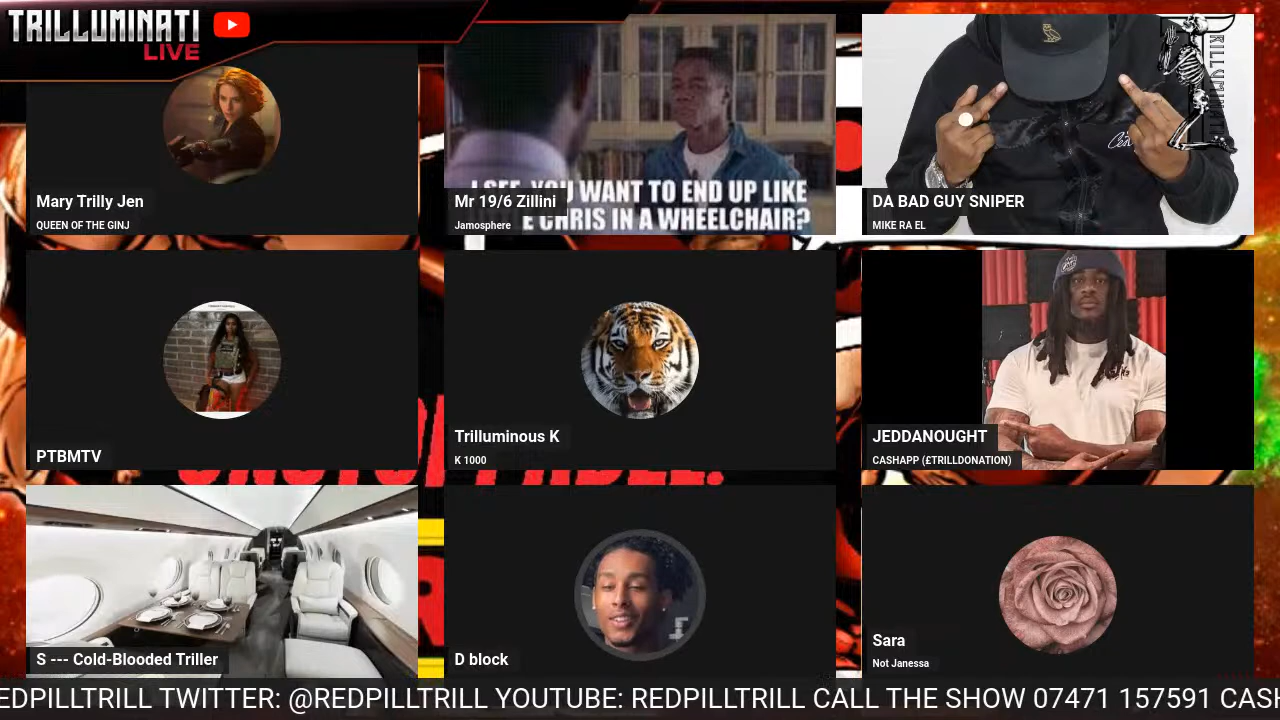 TRILLUMINATI
LIVE
Mary Trilly Jen
QUEEN OF THE GINJ
YOU WANT TO END UP LIKE
CHRIS IN A WHEELCHAIR?
Mr 19/6 Zillini
Jamosphere
KILLUMINATI
DA BAD GUY SNIPER
MIKE RA EL
PTBMTV
Trilluminous K
K 1000
JEDDANOUGHT
CASHAPP (£TRILLDONATION)
S --- Cold-Blooded Triller
D block
Sara
Not Janessa
EDPILLTRILL TWITTER: @REDPILLTRILL YOUTUBE: REDPILLTRILL CALL THE SHOW 07471 157591 CASH